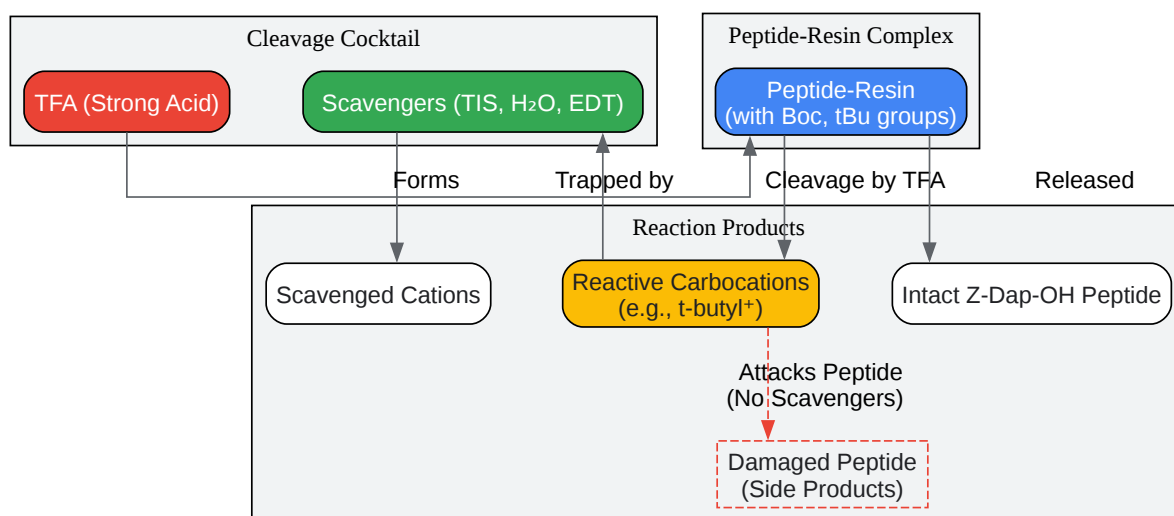 Cleavage Cocktail
Peptide-Resin Complex
TFA (Strong Acid)
Scavengers (TIS, H₂O, EDT)
Peptide-Resin
(with Boc, tBu groups)
Forms
Trapped by
Cleavage by TFA
Released
Reaction Products
Scavenged Cations
Reactive Carbocations
(e.g., t-butyl⁺)
Intact Z-Dap-OH Peptide
Attacks Peptide
(No Scavengers)
Damaged Peptide
(Side Products)